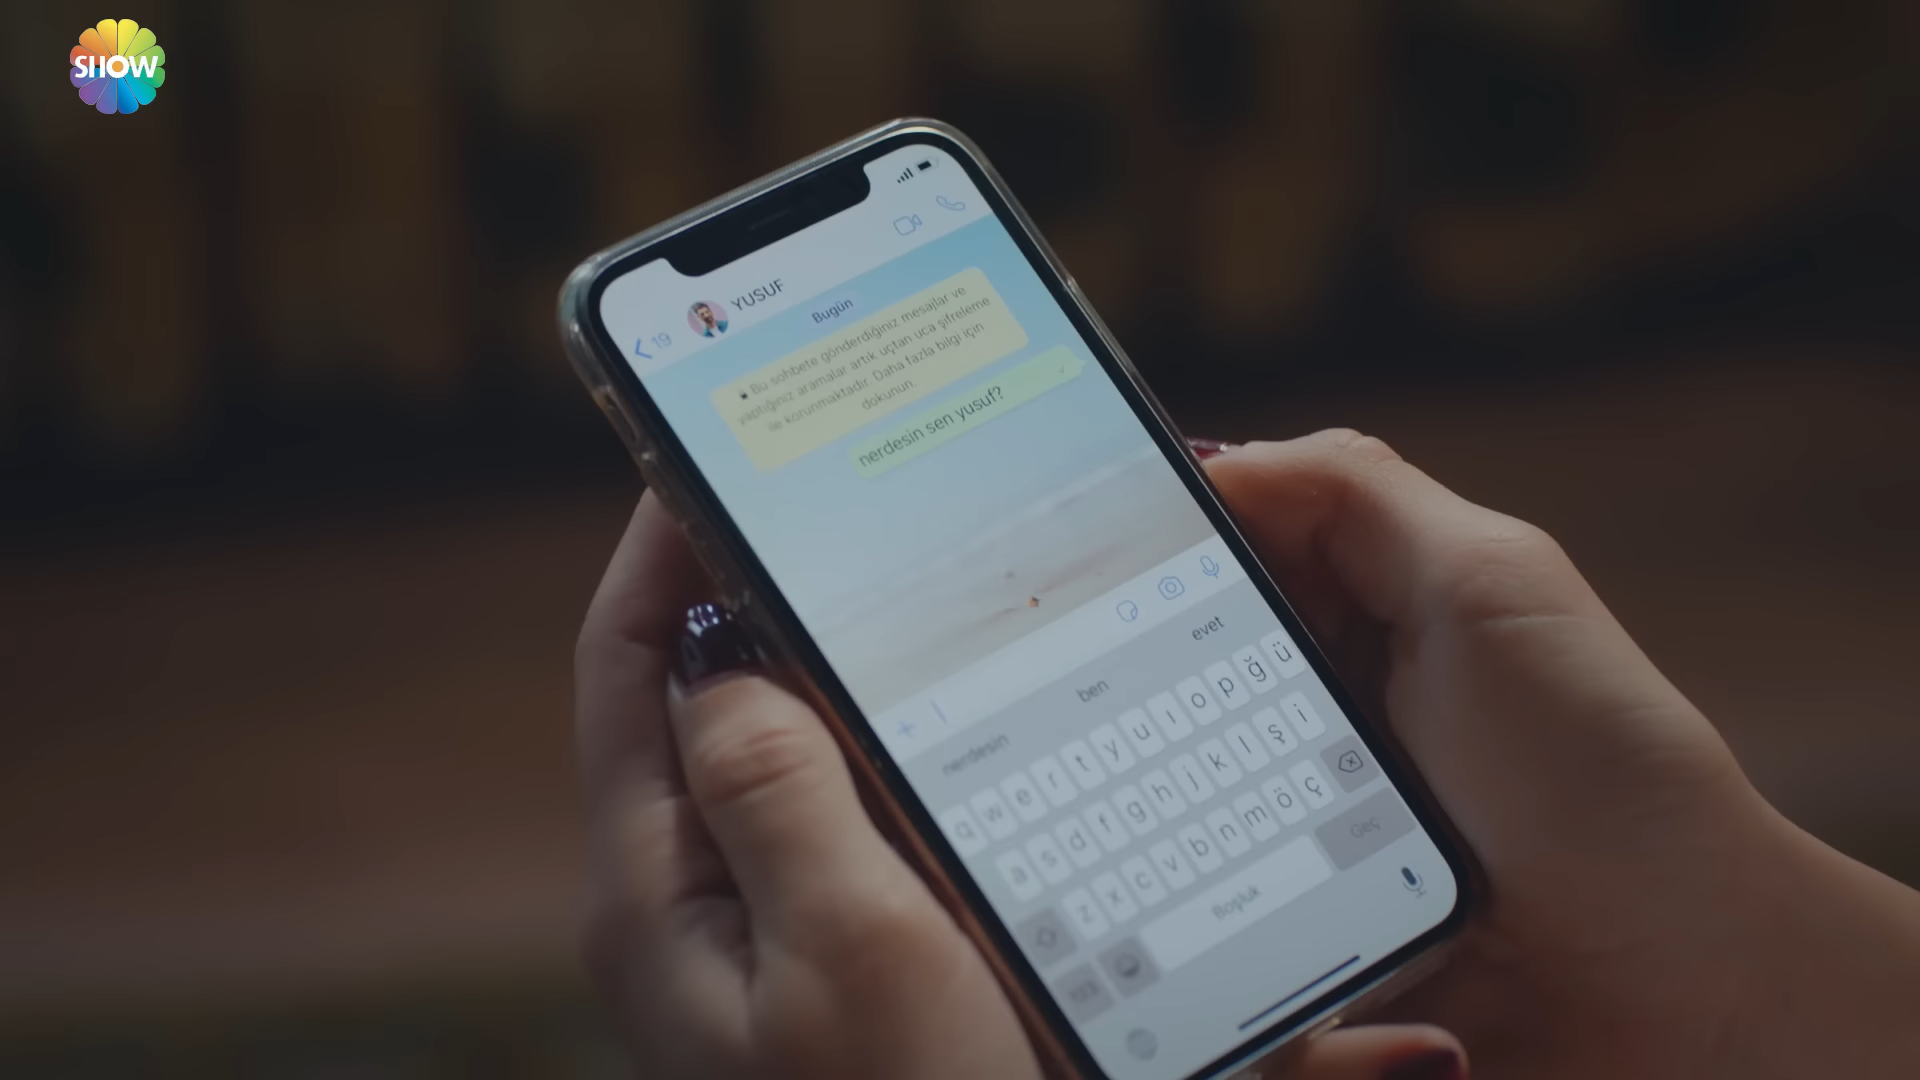 SHOW
19
YUSUF
Bugün
Bu sohbete gönderdiğiniz mesajlar ve
yaptığınız aramalar artık uçtan uca şifreleme
ile korunmaktadır. Daha fazla bilgi için
dokunun.
nerdesin sen yusuf?
nerdesin ben evet
q w e r t y u ı o p ğ ü
a s d f g h j k l ş i
z x c v b n m ö ç
123 Boşluk Geç